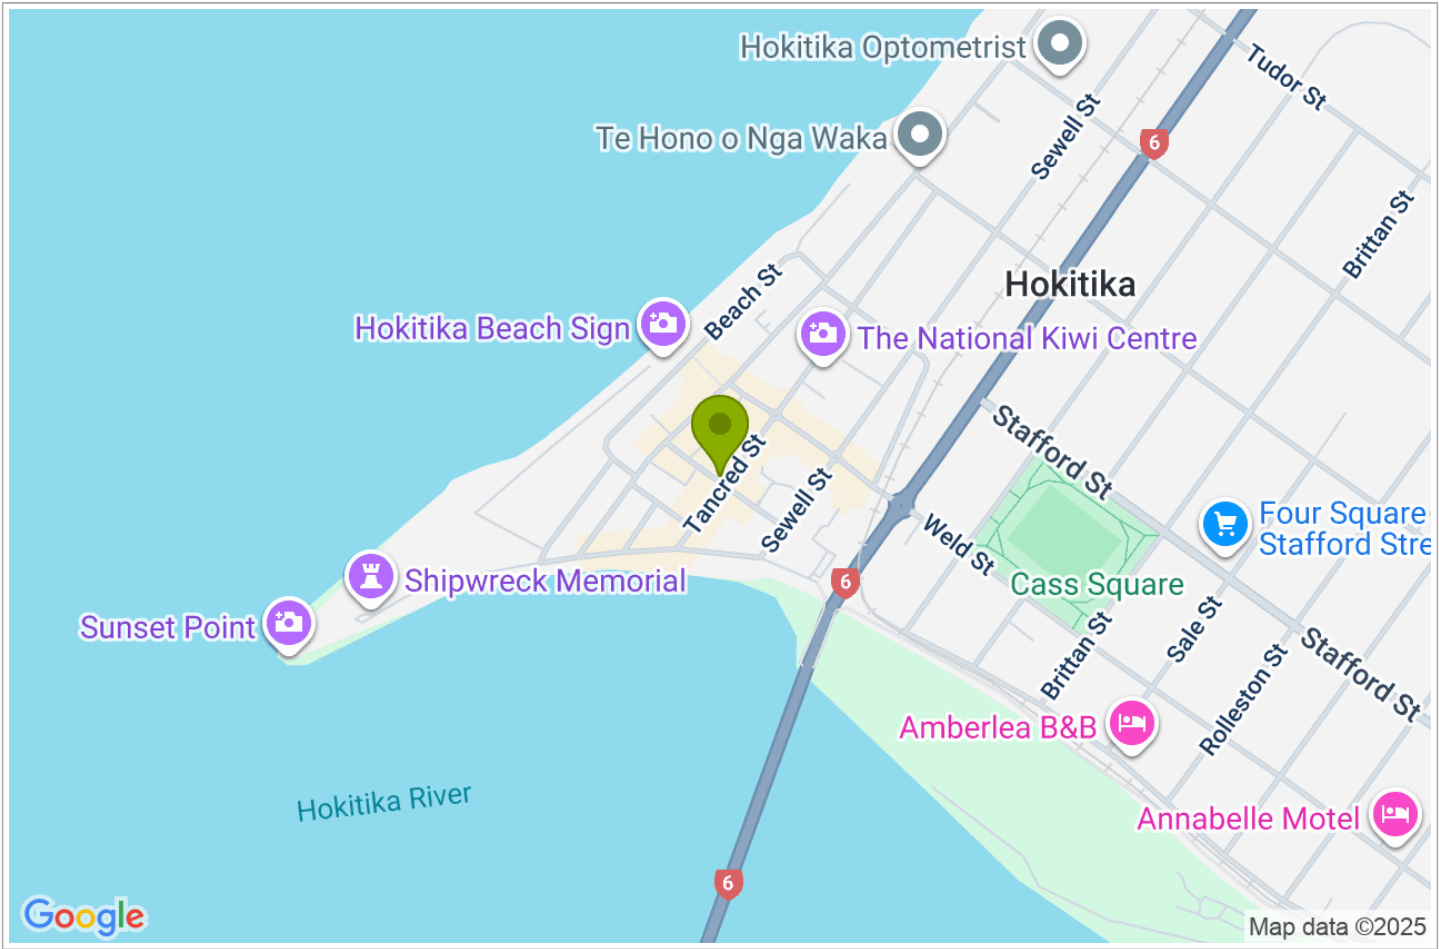 Hokitika Optometrist
Tudor St
Te Hono o Nga Waka
Sewell St
6
Brittan St
Beach St
Hokitika
Hokitika Beach Sign
The National Kiwi Centre
Stafford St
Tancred St
Sewell St
Weld St
Four Square
Stafford Stre
6
Cass Square
Shipwreck Memorial
Sunset Point
Brittan St
Sale St
Rolleston St
Stafford St
Amberlea B&B
Hokitika River
Annabelle Motel
6
Google
Map data ©2025